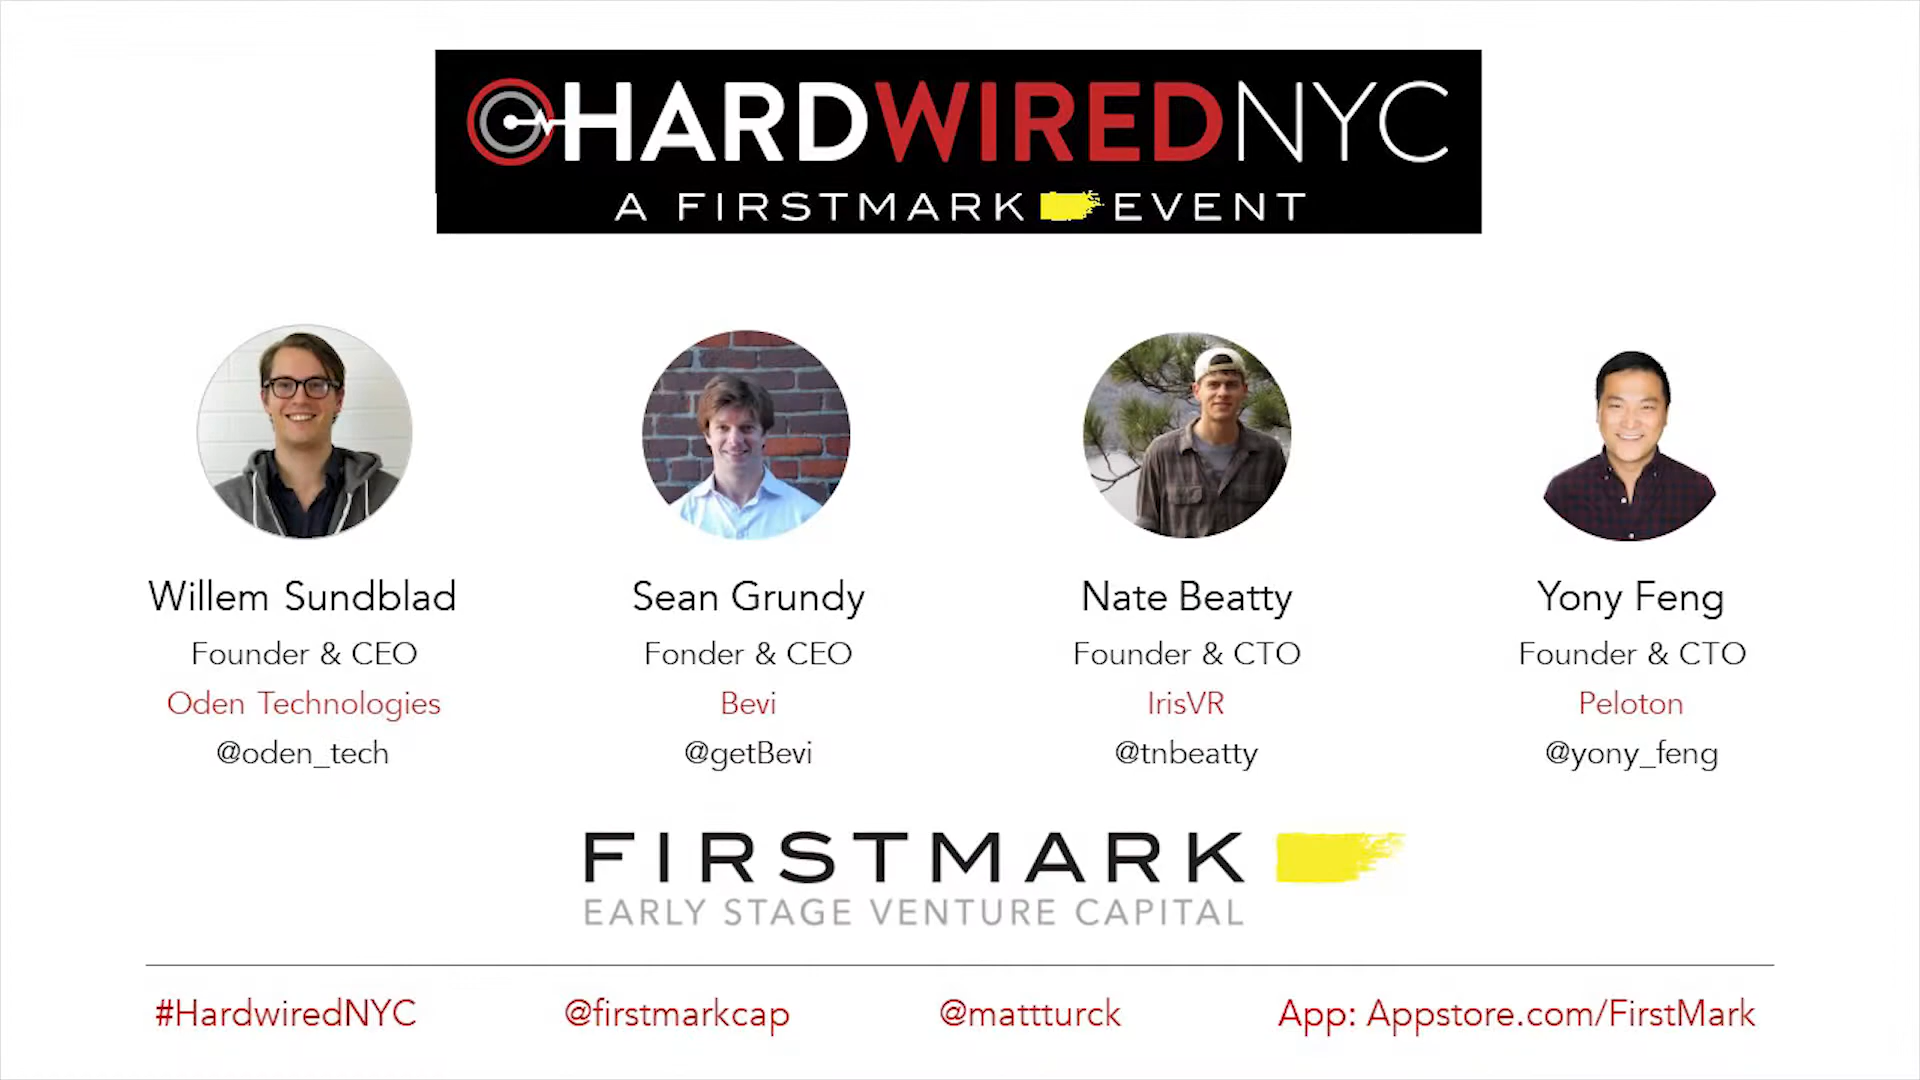 HARDWIREDNYC
A FIRSTMARK EVENT
Willem Sundblad
Founder & CEO
Oden Technologies
@oden_tech
Sean Grundy
Fonder & CEO
Bevi
@getBevi
Nate Beatty
Founder & CTO
IrisVR
@tnbeatty
Yony Feng
Founder & CTO
Peloton
@yony_feng
FIRSTMARK
EARLY STAGE VENTURE CAPITAL
#HardwiredNYC
@firstmarkcap
@mattturck
App: Appstore.com/FirstMark